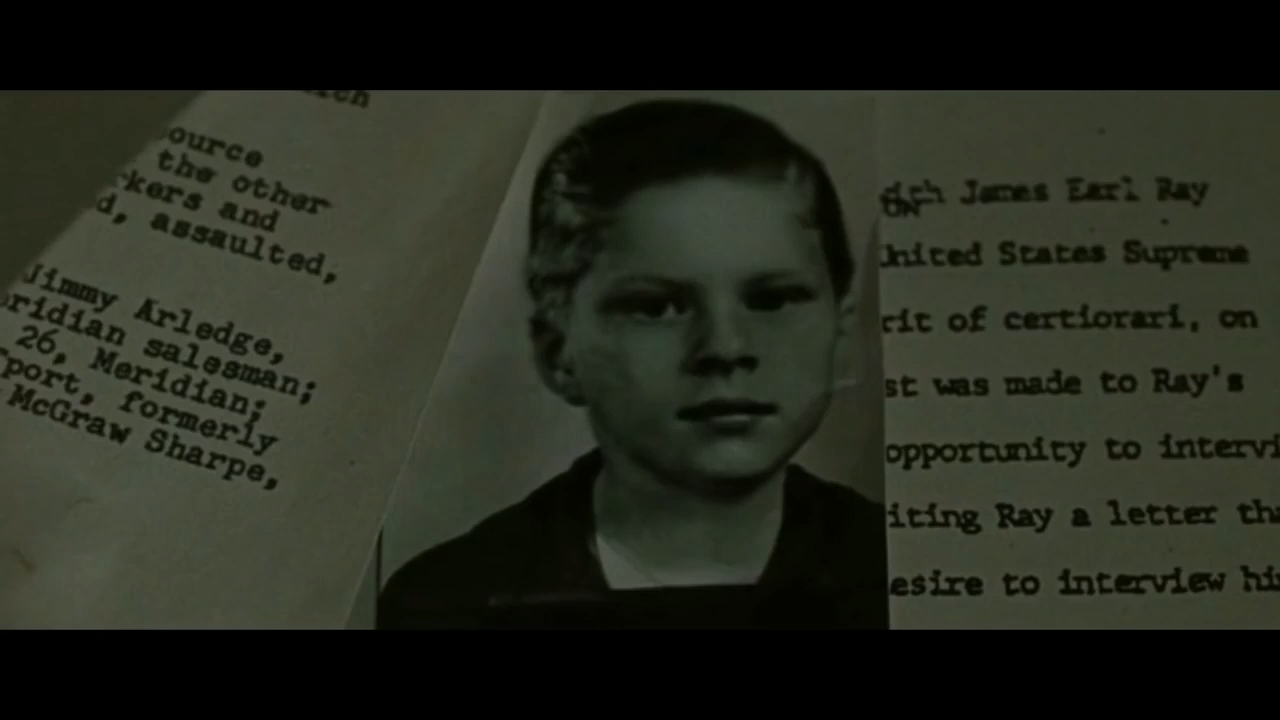 ource
the other
kers and
d, assaulted,
Jimmy Arledge,
ridian salesman;
26, Meridian;
port, formerly
McGraw Sharpe,
James Earl Ray
United States Supreme
rit of certiorari, on
st was made to Ray's
opportunity to intervi
iting Ray a letter tha
esire to interview hi